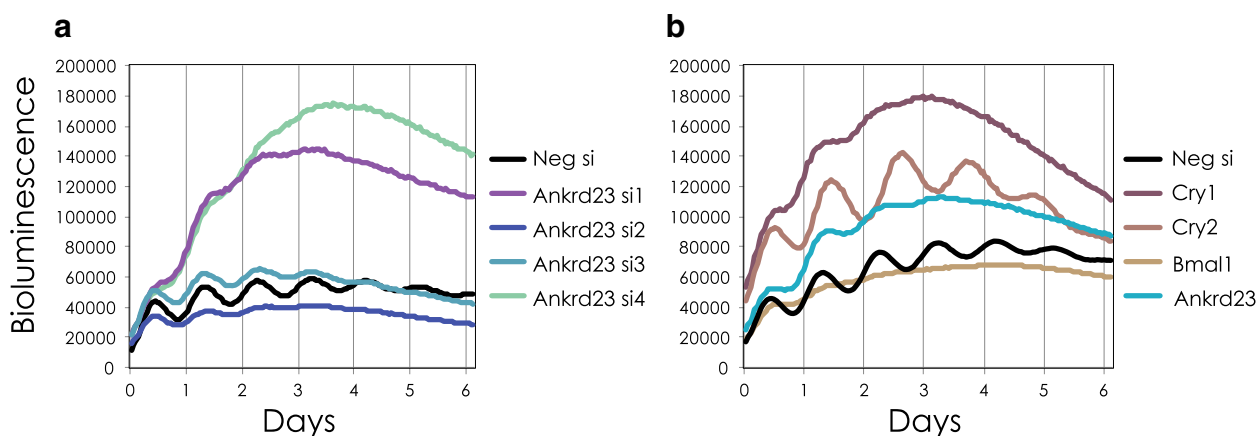 a
Bioluminescence
200000
180000
160000
140000
120000
100000
80000
60000
40000
20000
0
0 1 2 3 4 5 6
Days
Neg si
Ankrd23 si1
Ankrd23 si2
Ankrd23 si3
Ankrd23 si4
b
200000
180000
160000
140000
120000
100000
80000
60000
40000
20000
0
0 1 2 3 4 5 6
Days
Neg si
Cry1
Cry2
Bmal1
Ankrd23